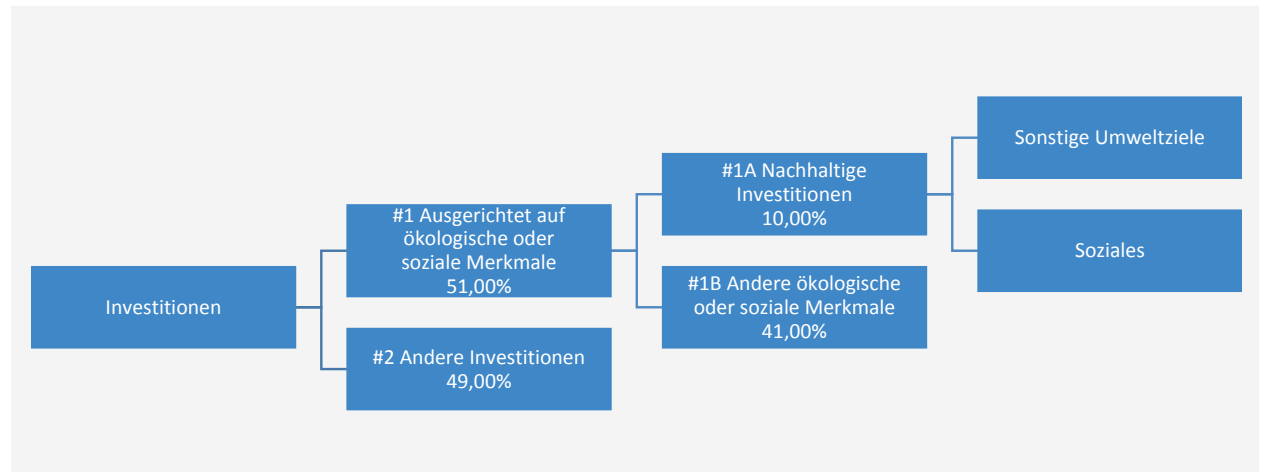 Investitionen
#1 Ausgerichtet auf
ökologische oder
soziale Merkmale
51,00%
#2 Andere Investitionen
49,00%
#1A Nachhaltige
Investitionen
10,00%
#1B Andere ökologische
oder soziale Merkmale
41,00%
Sonstige Umweltziele
Soziales